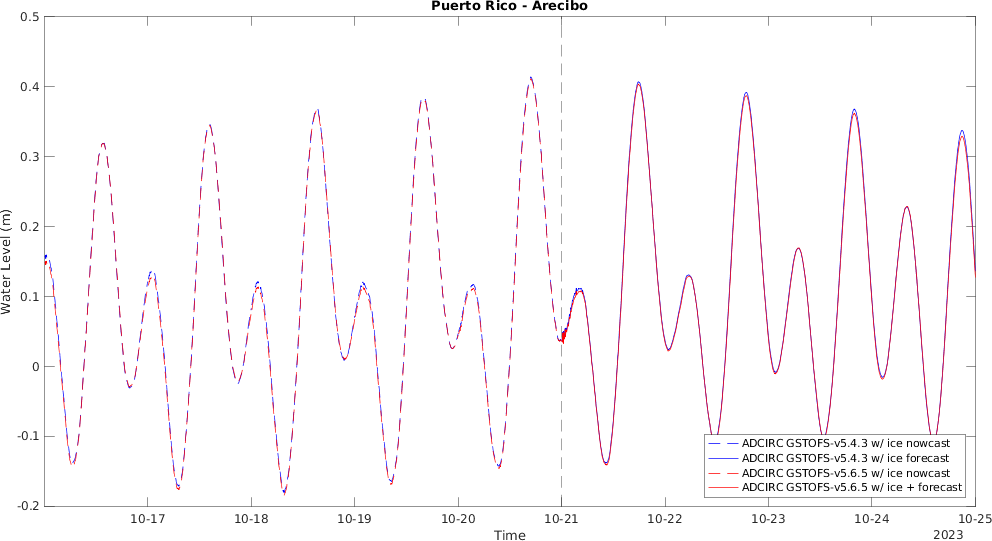 Puerto Rico - Arecibo
0.5
0.4
0.3
0.2
0.1
0
-0.1
-0.2
Water Level (m)
ADCIRC GSTOFS-v5.4.3 w/ ice nowcast
ADCIRC GSTOFS-v5.4.3 w/ ice forecast
ADCIRC GSTOFS-v5.6.5 w/ ice nowcast
ADCIRC GSTOFS-v5.6.5 w/ ice + forecast
10-17 10-18 10-19 10-20 10-21 10-22 10-23 10-24 10-25
Time
2023